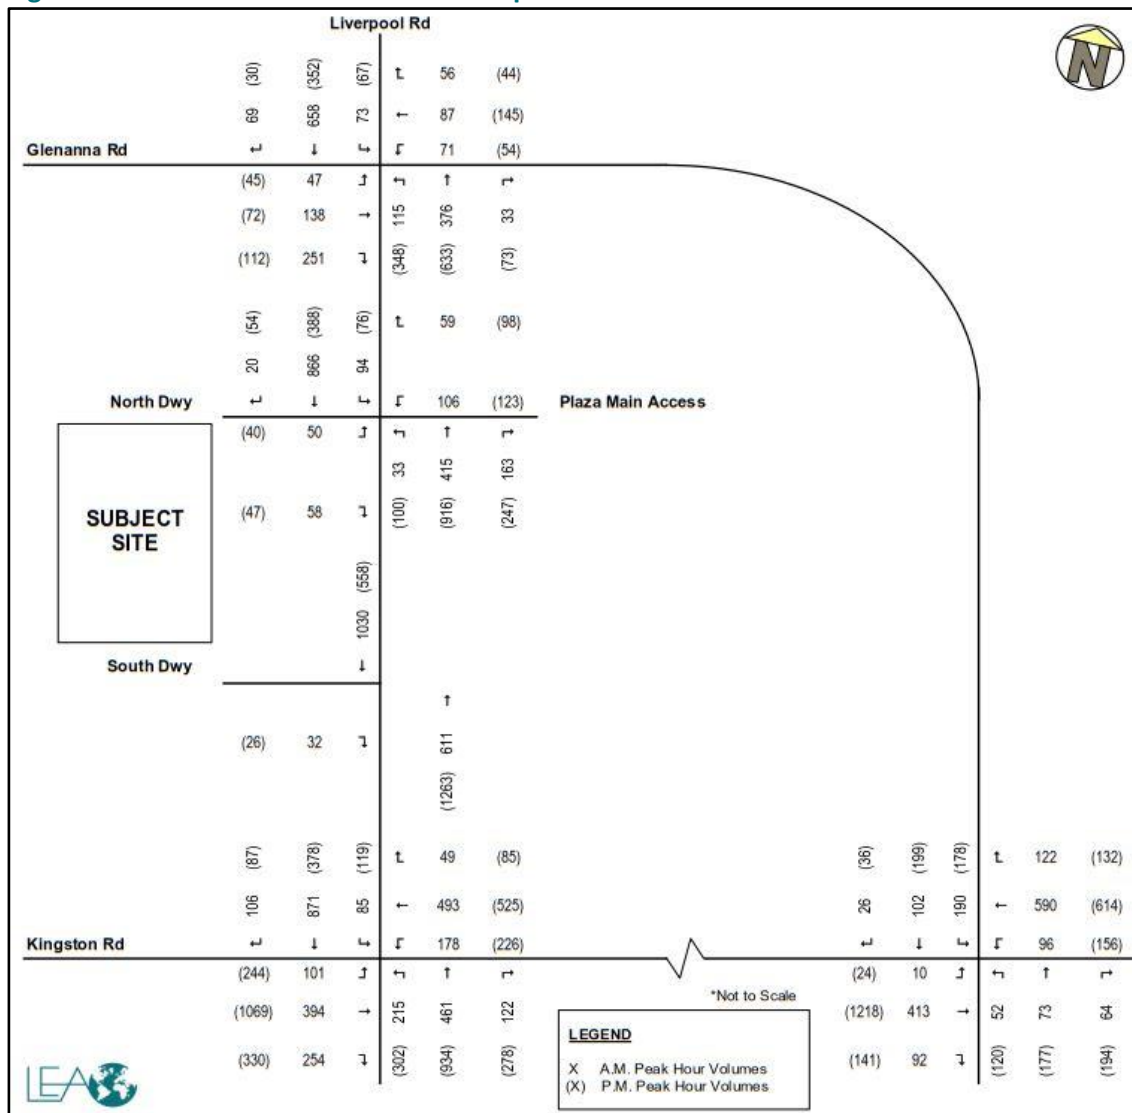 Liverpool Rd
N
(30) (352) (67) ↰ 56 (44)
69 658 73 ← 87 (145)
Glenanna Rd ↵ ↓ ↳ ↲ 71 (54)
(45) 47 ↱ ↰ ↑ ↱
(72) 138 → 115 376 33
(112) 251 ↴ (348) (633) (73)
(54) (388) (76) ↰ 59 (98)
20 866 94
North Dwy ↵ ↓ ↳ ↲ 106 (123) Plaza Main Access
(40) 50 ↱ ↰ ↑ ↱
33 415 163
(47) 58 ↴ (100) (916) (247)
SUBJECT
SITE
1030 (558)
South Dwy ↓
↑
(26) 32 ↴ 611
(1263)
(87) (378) (119) ↰ 49 (85) (36) (199) (178) ↰ 122 (132)
106 871 85 ← 493 (525) 26 102 190 ← 590 (614)
Kingston Rd ↵ ↓ ↳ ↲ 178 (226) ↵ ↓ ↳ ↲ 96 (156)
(244) 101 ↱ ↰ ↑ ↱ (24) 10 ↱ ↰ ↑ ↱
(1069) 394 → 215 461 122 *Not to Scale (1218) 413 → 52 73 64
(330) 254 ↴ (302) (934) (278) (141) 92 ↴ (120) (177) (194)
LEGEND
X A.M. Peak Hour Volumes
(X) P.M. Peak Hour Volumes
LEA